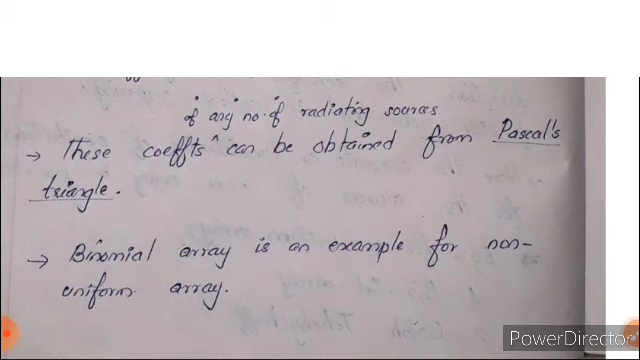 of any no. of radiating sources
→ These coeffts ^ can be obtained from Pascal's
triangle.
→ Binomial array is an example for non-
uniform array.
PowerDirector